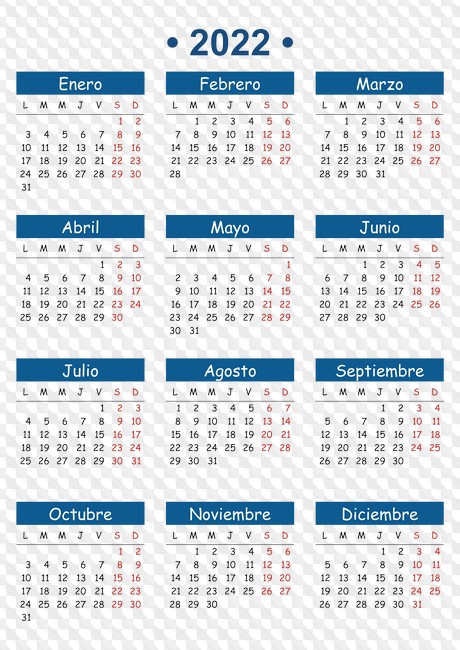 • 2022 •
Enero
L M M J V S D
1 2
3 4 5 6 7 8 9
10 11 12 13 14 15 16
17 18 19 20 21 22 23
24 25 26 27 28 29 30
31
Febrero
L M M J V S D
1 2 3 4 5 6
7 8 9 10 11 12 13
14 15 16 17 18 19 20
21 22 23 24 25 26 27
28
Marzo
L M M J V S D
1 2 3 4 5 6
7 8 9 10 11 12 13
14 15 16 17 18 19 20
21 22 23 24 25 26 27
28 29 30 31
Abril
L M M J V S D
1 2 3
4 5 6 7 8 9 10
11 12 13 14 15 16 17
18 19 20 21 22 23 24
25 26 27 28 29 30
Mayo
L M M J V S D
1
2 3 4 5 6 7 8
9 10 11 12 13 14 15
16 17 18 19 20 21 22
23 24 25 26 27 28 29
30 31
Junio
L M M J V S D
1 2 3 4 5
6 7 8 9 10 11 12
13 14 15 16 17 18 19
20 21 22 23 24 25 26
27 28 29 30
Julio
L M M J V S D
1 2 3
4 5 6 7 8 9 10
11 12 13 14 15 16 17
18 19 20 21 22 23 24
25 26 27 28 29 30 31
Agosto
L M M J V S D
1 2 3 4 5 6 7
8 9 10 11 12 13 14
15 16 17 18 19 20 21
22 23 24 25 26 27 28
29 30 31
Septiembre
L M M J V S D
1 2 3 4
5 6 7 8 9 10 11
12 13 14 15 16 17 18
19 20 21 22 23 24 25
26 27 28 29 30
Octubre
L M M J V S D
1 2
3 4 5 6 7 8 9
10 11 12 13 14 15 16
17 18 19 20 21 22 23
24 25 26 27 28 29 30
31
Noviembre
L M M J V S D
1 2 3 4 5 6
7 8 9 10 11 12 13
14 15 16 17 18 19 20
21 22 23 24 25 26 27
28 29 30
Diciembre
L M M J V S D
1 2 3 4
5 6 7 8 9 10 11
12 13 14 15 16 17 18
19 20 21 22 23 24 25
26 27 28 29 30 31